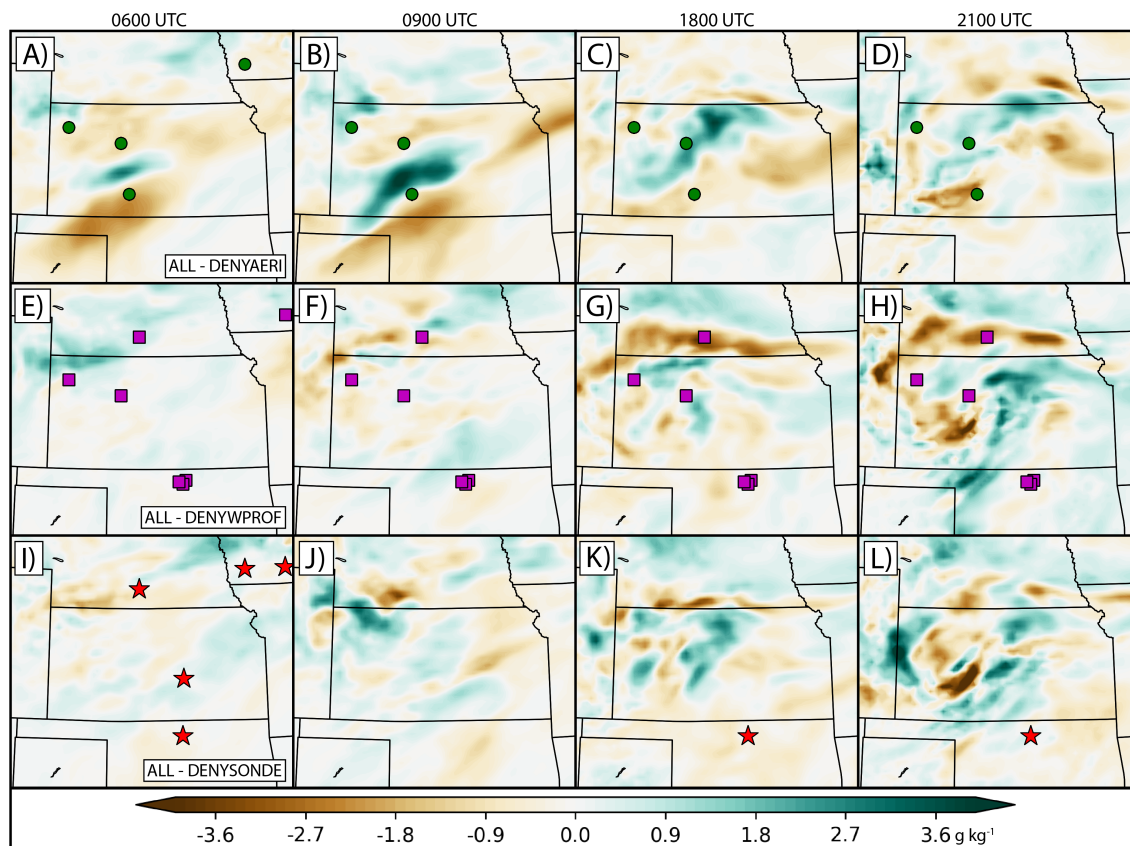 0600 UTC 0900 UTC 1800 UTC 2100 UTC
A) B) C) D)
ALL - DENYAERI
E) F) G) H)
ALL - DENYWPROF
I) J) K) L)
ALL - DENYSONDE
-3.6 -2.7 -1.8 -0.9 0.0 0.9 1.8 2.7 3.6 g kg⁻¹